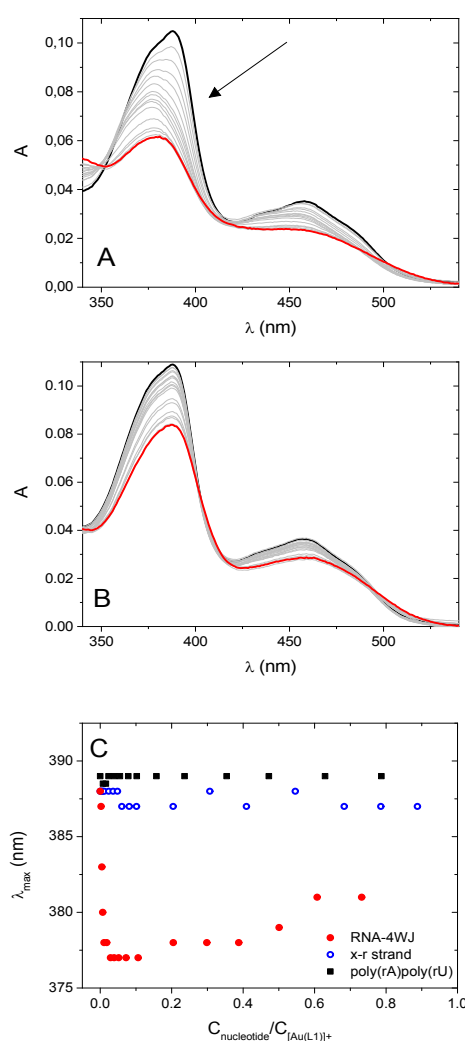 0,10
0,08
0,06
0,04
0,02
0,00
A
A
350 400 450 500
λ (nm)
0.10
0.08
0.06
0.04
0.02
0.00
A
B
350 400 450 500
λ (nm)
C
390
385
380
375
λmax (nm)
RNA-4WJ
x-r strand
poly(rA)poly(rU)
0.0 0.2 0.4 0.6 0.8 1.0
Cnucleotide/C[Au(L1)]+